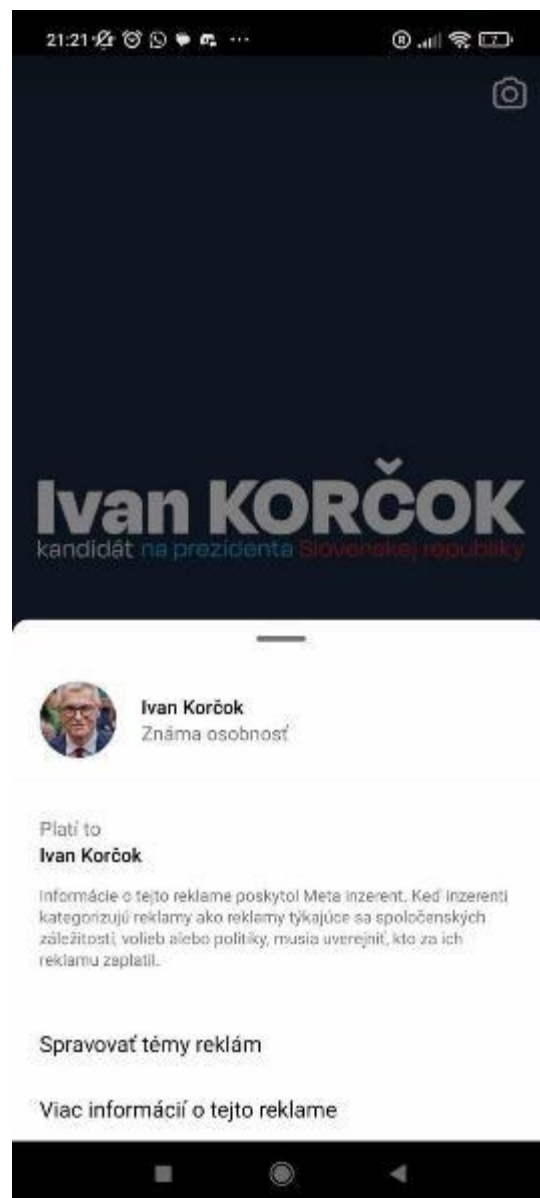 21:21
Ivan KORČOK
kandidát na prezidenta Slovenskej republiky
Ivan Korčok
Známa osobnosť
Platí to
Ivan Korčok
Informácie o tejto reklame poskytol Meta inzerent. Keď inzerenti
kategorizujú reklamy ako reklamy týkajúce sa spoločenských
záležitostí, volieb alebo politiky, musia uverejniť, kto za ich
reklamu zaplatil.
Spravovať témy reklám
Viac informácií o tejto reklame